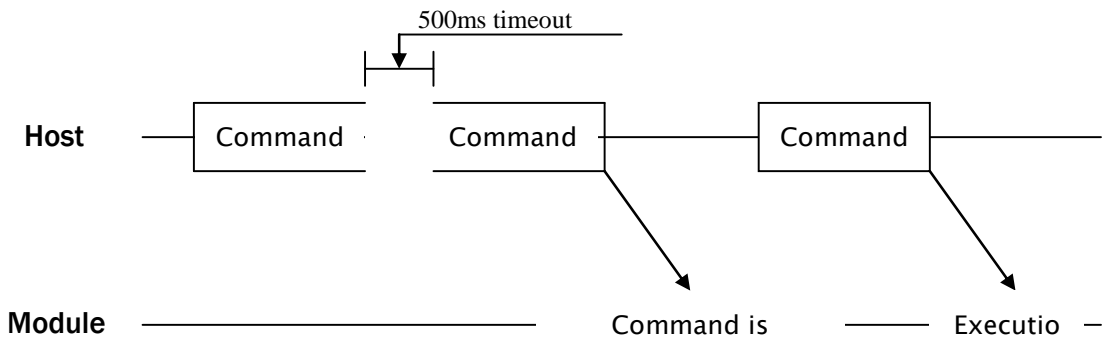 500ms timeout
Host Command Command Command
Module Command is Executio